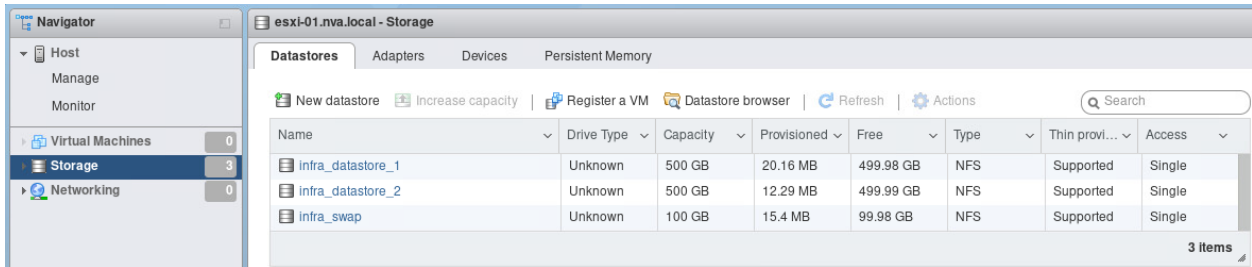 Navigator
Host
Manage
Monitor
Virtual Machines 0
Storage 3
Networking 0
esxi-01.nva.local - Storage
Datastores Adapters Devices Persistent Memory
New datastore Increase capacity | Register a VM Datastore browser | Refresh | Actions Search
Name Drive Type Capacity Provisioned Free Type Thin provi... Access
infra_datastore_1 Unknown 500 GB 20.16 MB 499.98 GB NFS Supported Single
infra_datastore_2 Unknown 500 GB 12.29 MB 499.99 GB NFS Supported Single
infra_swap Unknown 100 GB 15.4 MB 99.98 GB NFS Supported Single
3 items